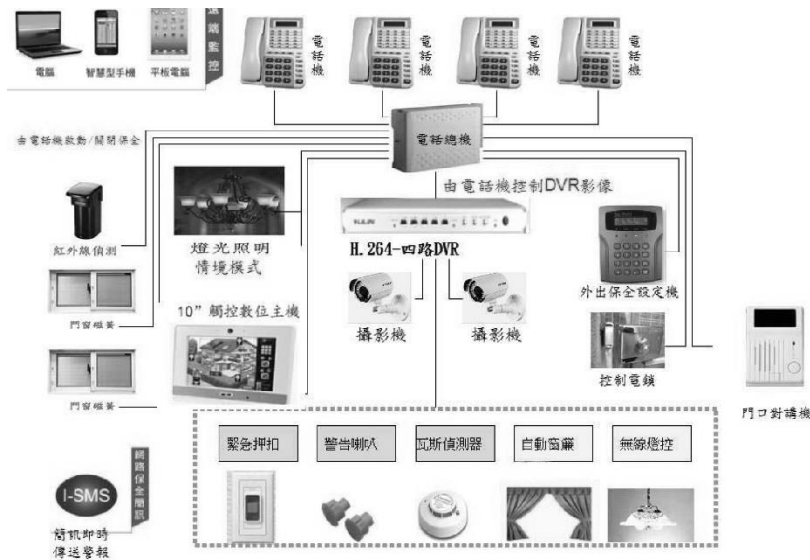 電腦
智慧型手機
平板電腦
遠端監控
電話機
電話機
電話機
電話機
由電話機啟動/關閉保全
電話總機
由電話機控制DVR影像
紅外線偵測
燈光照明
情境模式
H.264-四路DVR
門窗磁簧
10”觸控數位主機
攝影機
攝影機
外出保全設定機
控制電鎖
門窗磁簧
門口對講機
緊急押扣
警告喇叭
瓦斯偵測器
自動窗簾
無線燈控
I-SMS
網路保全簡訊
簡訊即時
傳送警報